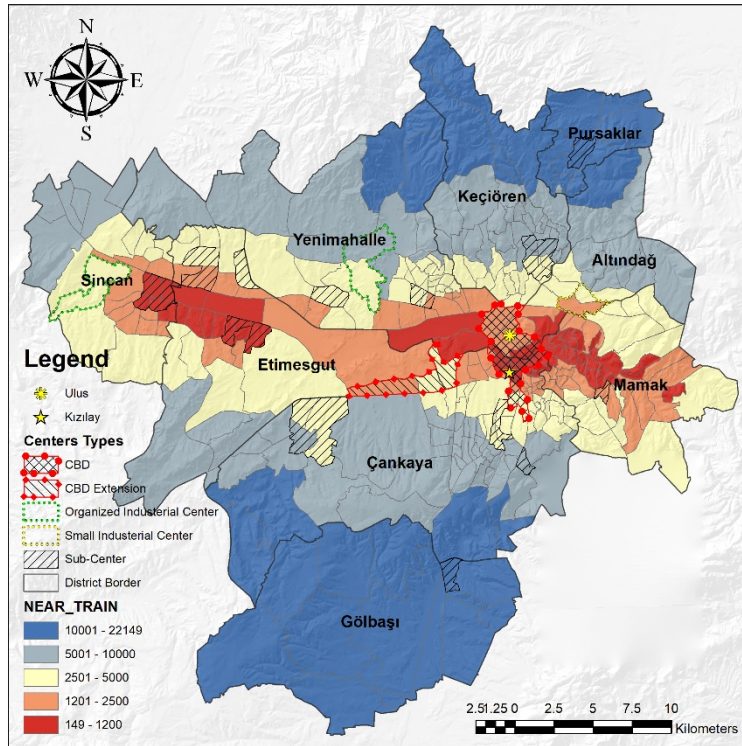 N
W E
S
Pursaklar
Keçiören
Yenimahalle
Altındağ
Sincan
Etimesgut
Mamak
Çankaya
Gölbaşı
Legend
Ulus
Kızılay
Centers Types
CBD
CBD Extension
Organized Industerial Center
Small Industerial Center
Sub-Center
District Border
NEAR_TRAIN
10001 - 22149
5001 - 10000
2501 - 5000
1201 - 2500
149 - 1200
2.51.25 0 2.5 5 7.5 10
Kilometers